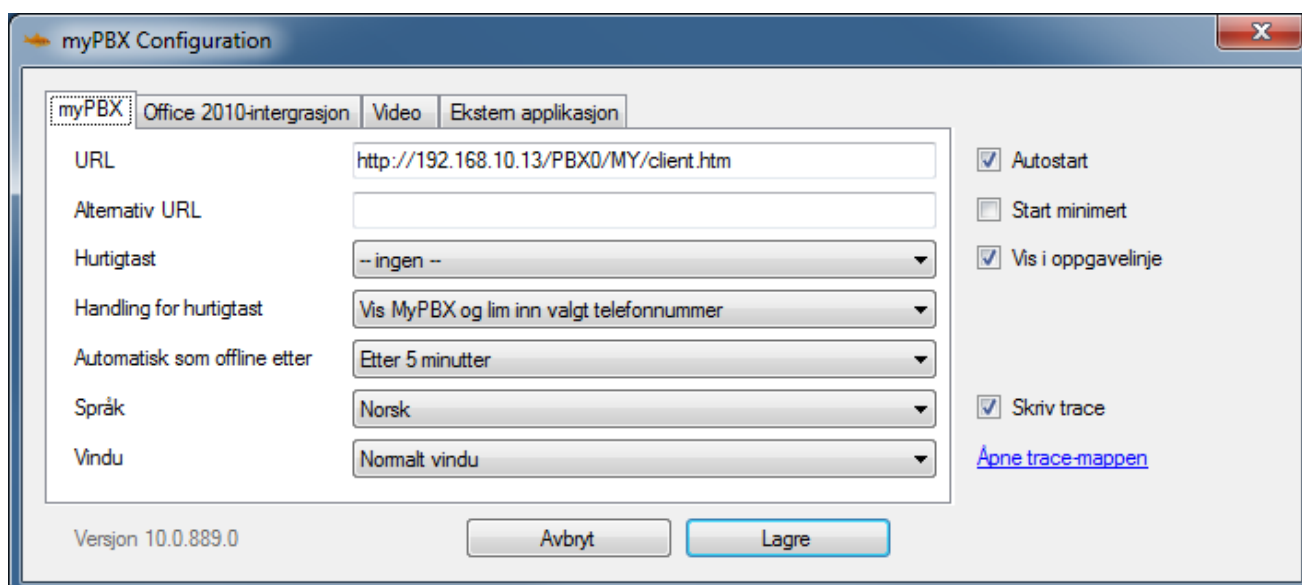 myPBX Configuration
myPBX Office 2010-intergrasjon Video Ekstern applikasjon
URL http://192.168.10.13/PBX0/MY/client.htm Autostart
Alternativ URL Start minimert
Hurtigtast -- ingen -- Vis i oppgavelinje
Handling for hurtigtast Vis MyPBX og lim inn valgt telefonnummer
Automatisk som offline etter Etter 5 minutter
Språk Norsk Skriv trace
Vindu Normalt vindu Åpne trace-mappen
Versjon 10.0.889.0 Avbryt Lagre